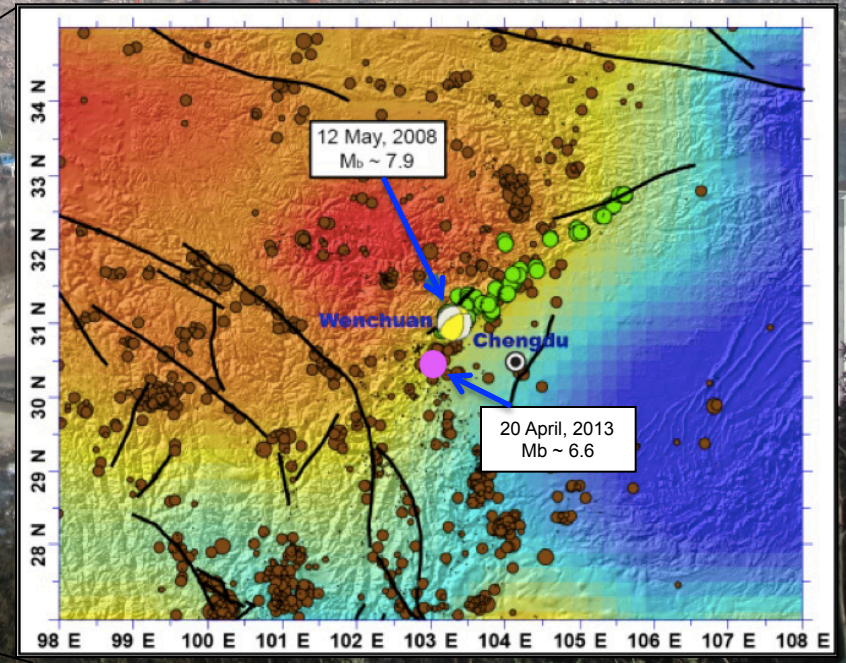 34 N
33 N
32 N
31 N
30 N
29 N
28 N
12 May, 2008
Mb ~ 7.9
Wenchuan
Chengdu
20 April, 2013
Mb ~ 6.6
98 E 99 E 100 E 101 E 102 E 103 E 104 E 105 E 106 E 107 E 108 E